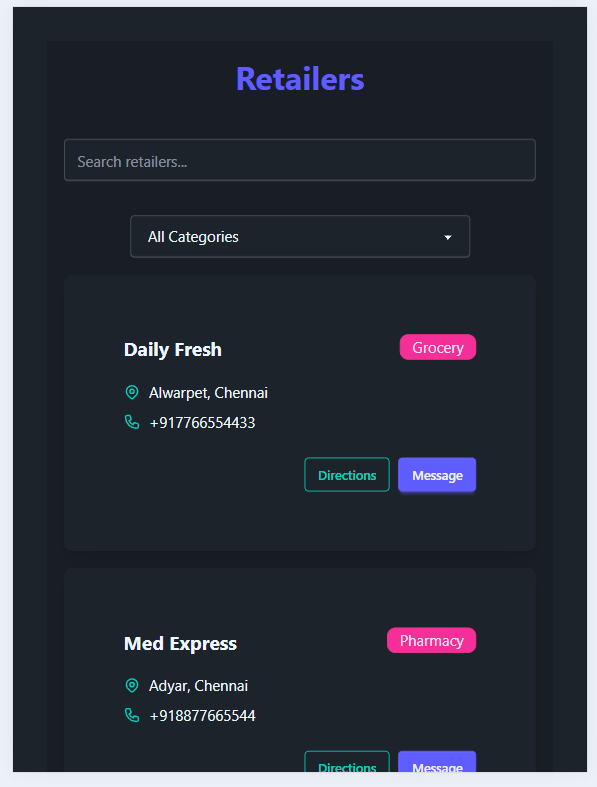 Retailers
Search retailers...
All Categories
Daily Fresh
Grocery
Alwarpet, Chennai
+917766554433
Directions
Message
Med Express
Pharmacy
Adyar, Chennai
+918877665544
Directions
Message